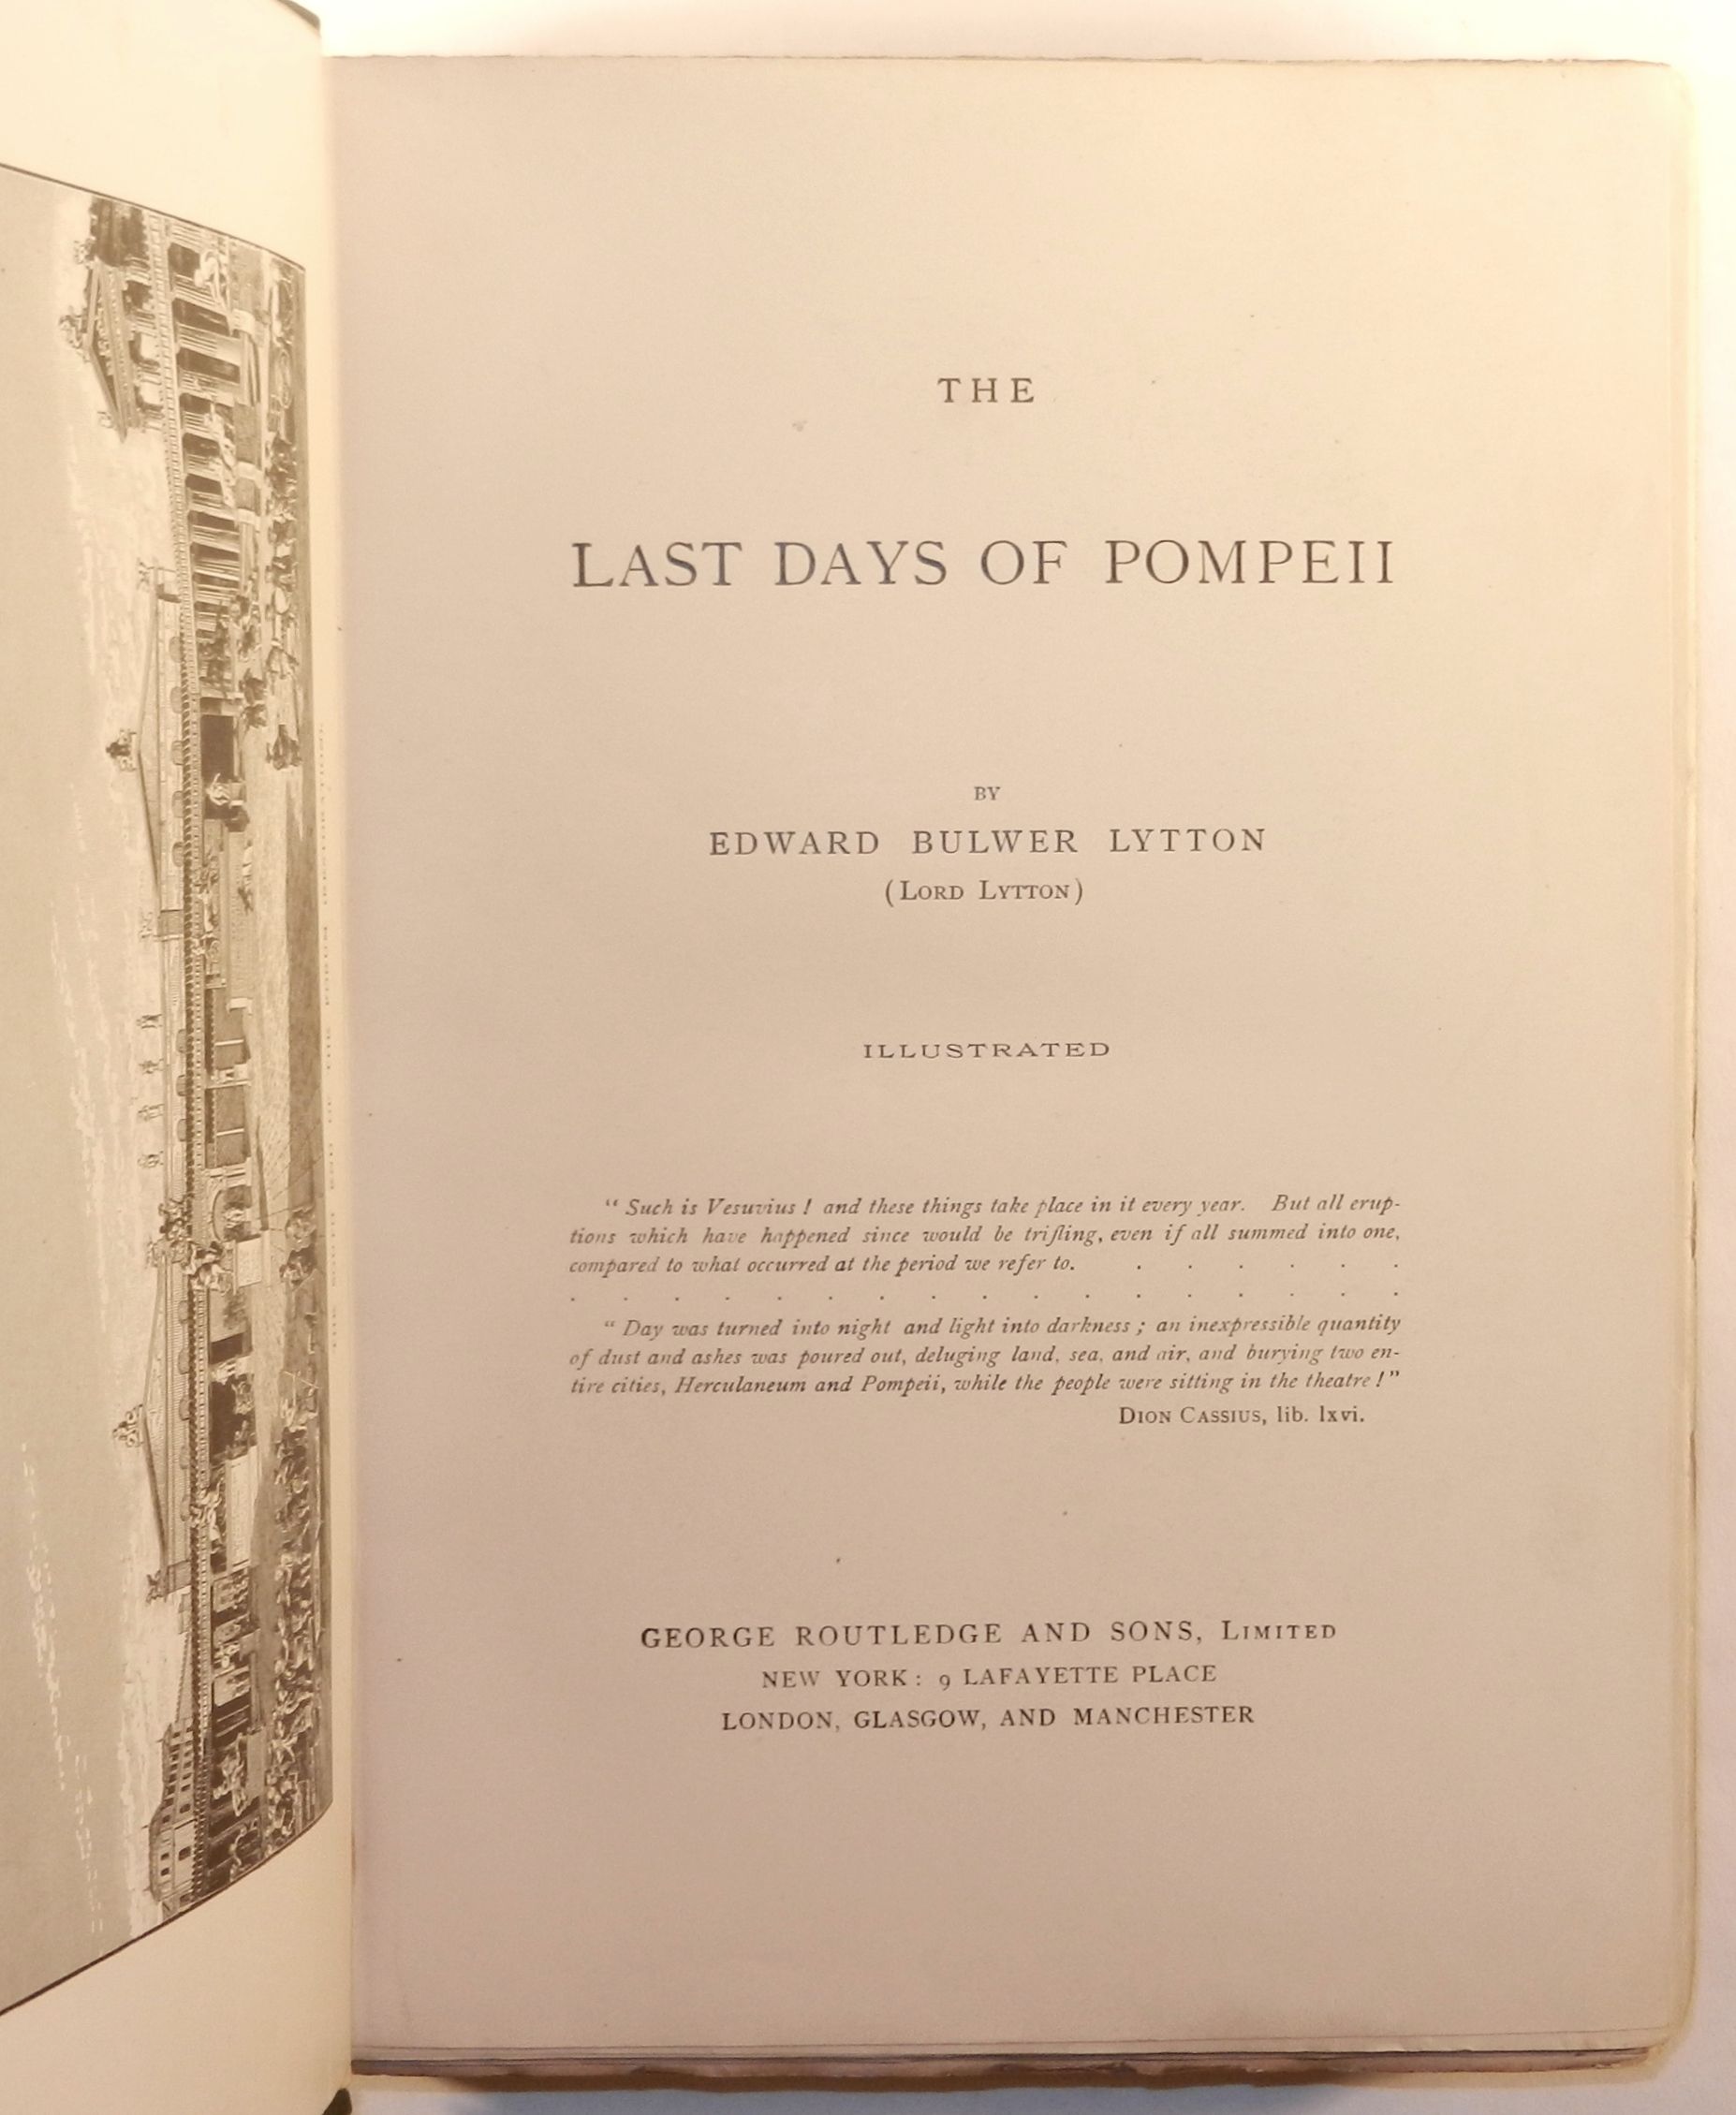 THE
LAST DAYS OF POMPEII
BY
EDWARD BULWER LYTTON
(LORD LYTTON)
ILLUSTRATED
“ Such is Vesuvius ! and these things take place in it every year. But all erup-
tions which have happened since would be trifling, even if all summed into one,
compared to what occurred at the period we refer to. . . . . . .
. . . . . . . . . . . . . . . . .
“ Day was turned into night and light into darkness ; an inexpressible quantity
of dust and ashes was poured out, deluging land, sea, and air, and burying two en-
tire cities, Herculaneum and Pompeii, while the people were sitting in the theatre ! ”
DION CASSIUS, lib. lxvi.
GEORGE ROUTLEDGE AND SONS, LIMITED
NEW YORK : 9 LAFAYETTE PLACE
LONDON, GLASGOW, AND MANCHESTER